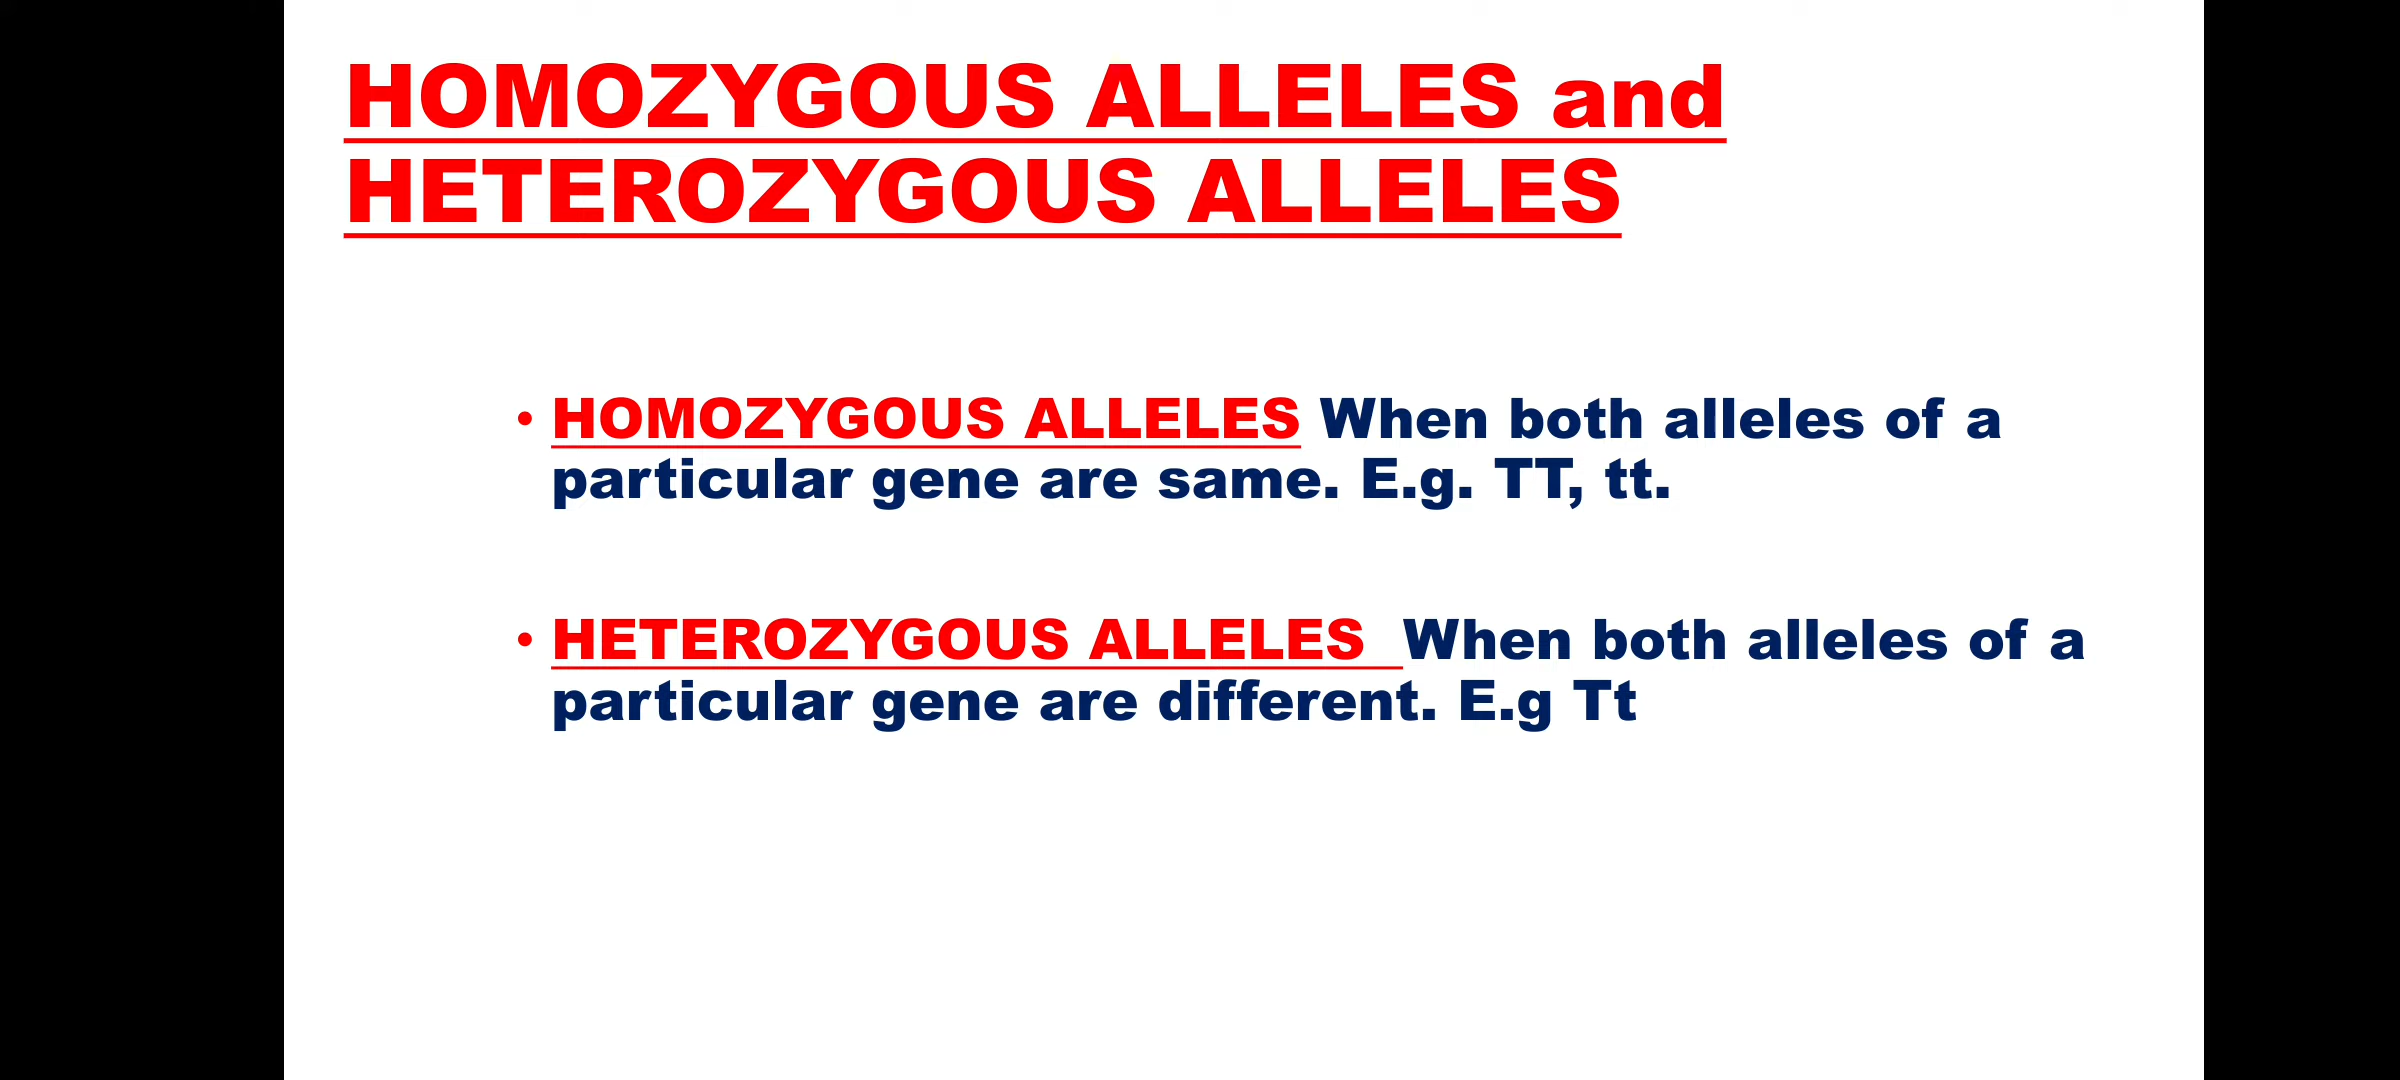 HOMOZYGOUS ALLELES and
HETEROZYGOUS ALLELES
• HOMOZYGOUS ALLELES When both alleles of a
particular gene are same. E.g. TT, tt.
• HETEROZYGOUS ALLELES  When both alleles of a
particular gene are different. E.g Tt